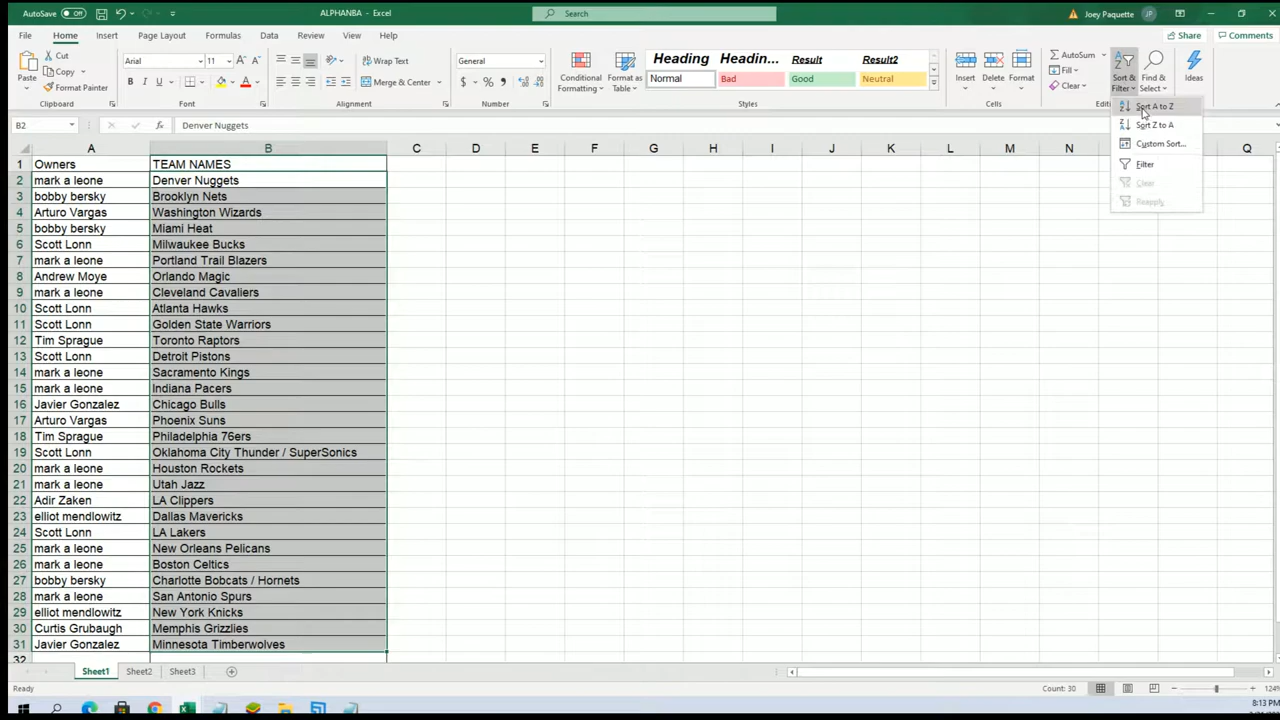 AutoSave Off ALPHANBA - Excel Search Joey Paquette JP
File Home Insert Page Layout Formulas Data Review View Help Share Comments
Paste Cut Copy Format Painter Clipboard
Arial 11 B I U A Font
Wrap Text Merge & Center Alignment
General $ % , Number
Conditional Formatting Format as Table
Heading Headin... Result Result2
Normal Bad Good Neutral Styles
Insert Delete Format Cells
AutoSum Fill Clear
Sort & Filter Find & Select Ideas
Sort A to Z
Sort Z to A
Custom Sort...
Filter
Clear
Reapply
B2 fx Denver Nuggets
A B C D E F G H I J K L M N Q
1 Owners TEAM NAMES
2 mark a leone Denver Nuggets
3 bobby bersky Brooklyn Nets
4 Arturo Vargas Washington Wizards
5 bobby bersky Miami Heat
6 Scott Lonn Milwaukee Bucks
7 mark a leone Portland Trail Blazers
8 Andrew Moye Orlando Magic
9 mark a leone Cleveland Cavaliers
10 Scott Lonn Atlanta Hawks
11 Scott Lonn Golden State Warriors
12 Tim Sprague Toronto Raptors
13 Scott Lonn Detroit Pistons
14 mark a leone Sacramento Kings
15 mark a leone Indiana Pacers
16 Javier Gonzalez Chicago Bulls
17 Arturo Vargas Phoenix Suns
18 Tim Sprague Philadelphia 76ers
19 Scott Lonn Oklahoma City Thunder / SuperSonics
20 mark a leone Houston Rockets
21 mark a leone Utah Jazz
22 Adir Zaken LA Clippers
23 elliot mendlowitz Dallas Mavericks
24 Scott Lonn LA Lakers
25 mark a leone New Orleans Pelicans
26 mark a leone Boston Celtics
27 bobby bersky Charlotte Bobcats / Hornets
28 mark a leone San Antonio Spurs
29 elliot mendlowitz New York Knicks
30 Curtis Grubaugh Memphis Grizzlies
31 Javier Gonzalez Minnesota Timberwolves
32
Sheet1 Sheet2 Sheet3
Ready Count: 30 124%
8:13 PM